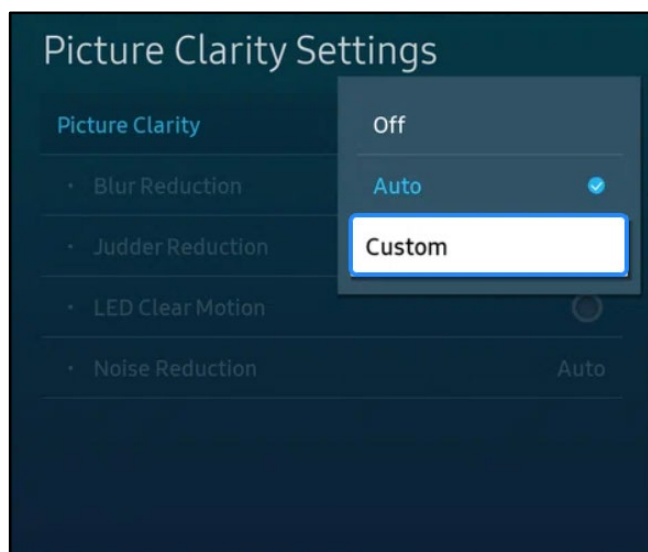 Picture Clarity Settings
Picture Clarity
Off
· Blur Reduction
Auto
· Judder Reduction
Custom
· LED Clear Motion
· Noise Reduction Auto